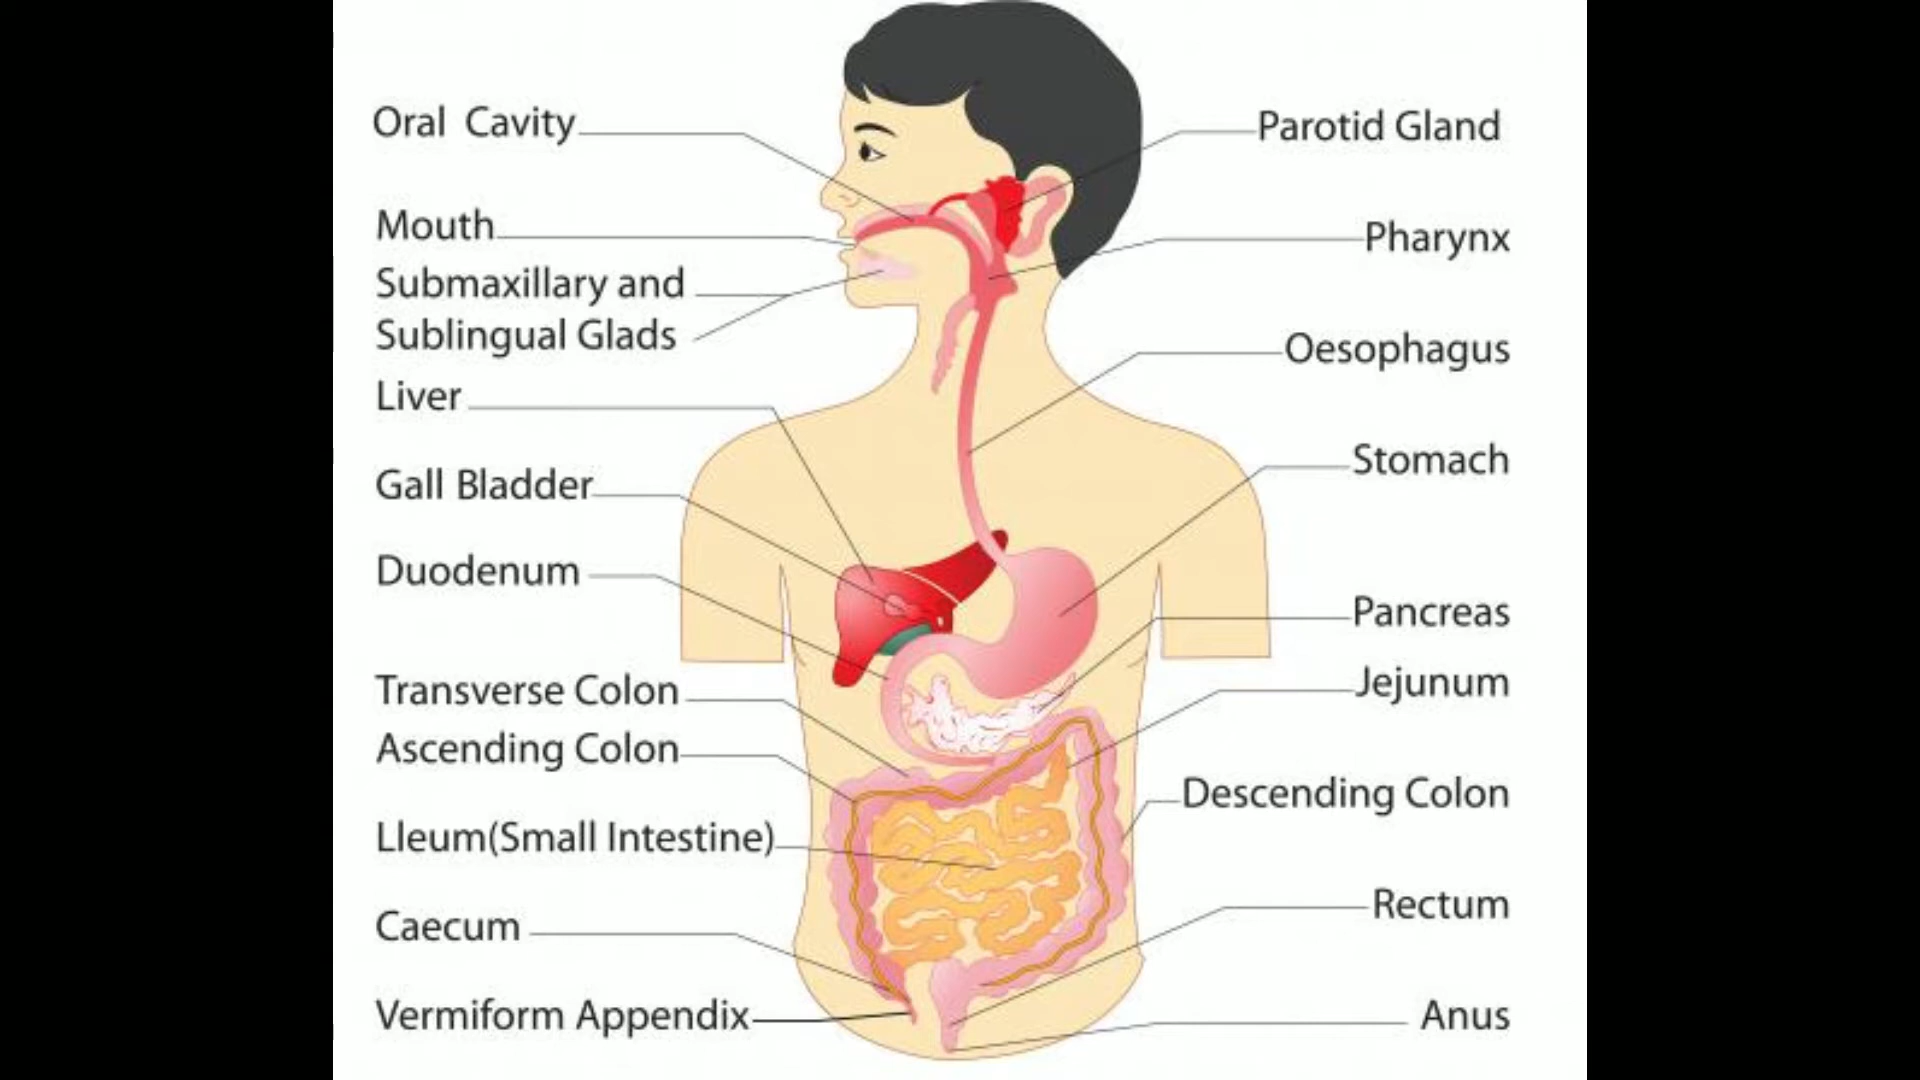 Oral Cavity
Mouth
Submaxillary and
Sublingual Glads
Liver
Gall Bladder
Duodenum
Transverse Colon
Ascending Colon
Lleum(Small Intestine)
Caecum
Vermiform Appendix
Parotid Gland
Pharynx
Oesophagus
Stomach
Pancreas
Jejunum
Descending Colon
Rectum
Anus